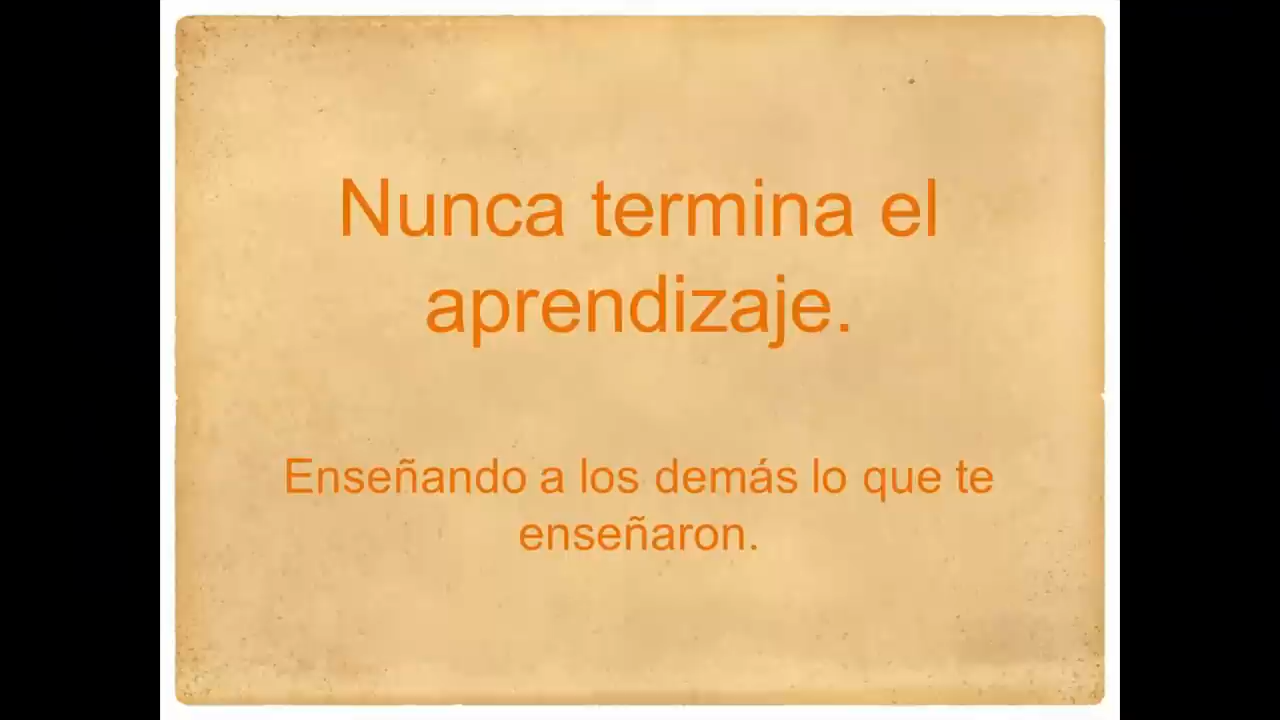 Nunca termina el
aprendizaje.
Enseñando a los demás lo que te
enseñaron.